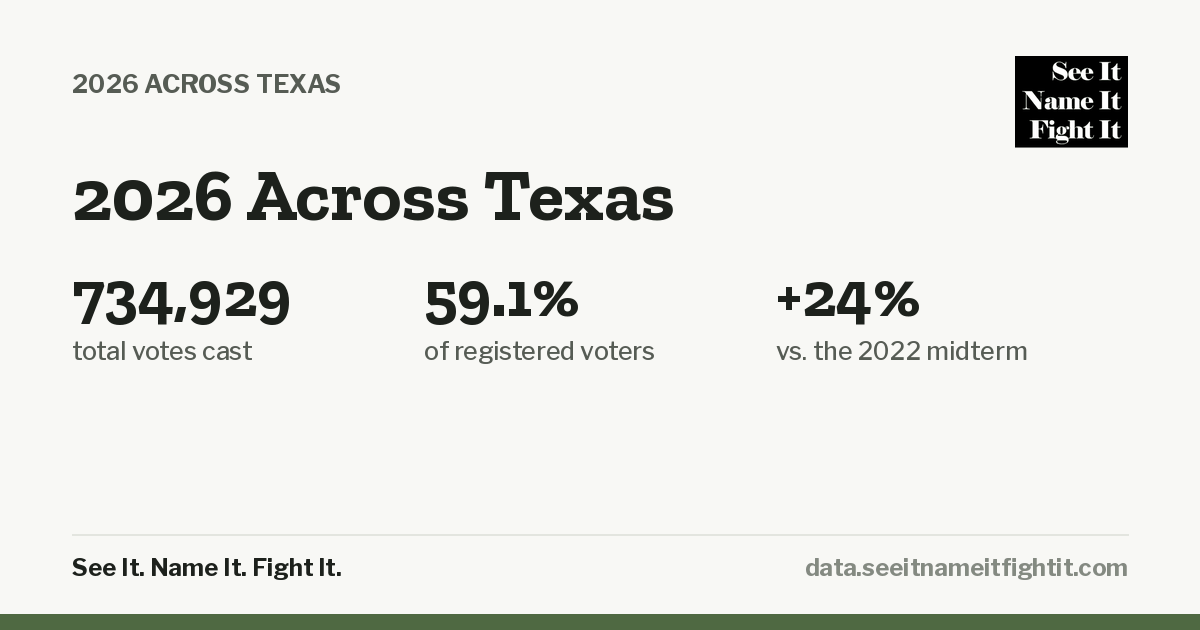 2026 ACROSS TEXAS
See It
Name It
Fight It
2026 Across Texas
734,929
total votes cast
59.1%
of registered voters
+24%
vs. the 2022 midterm
See It. Name It. Fight It.
data.seeitnameitfightit.com